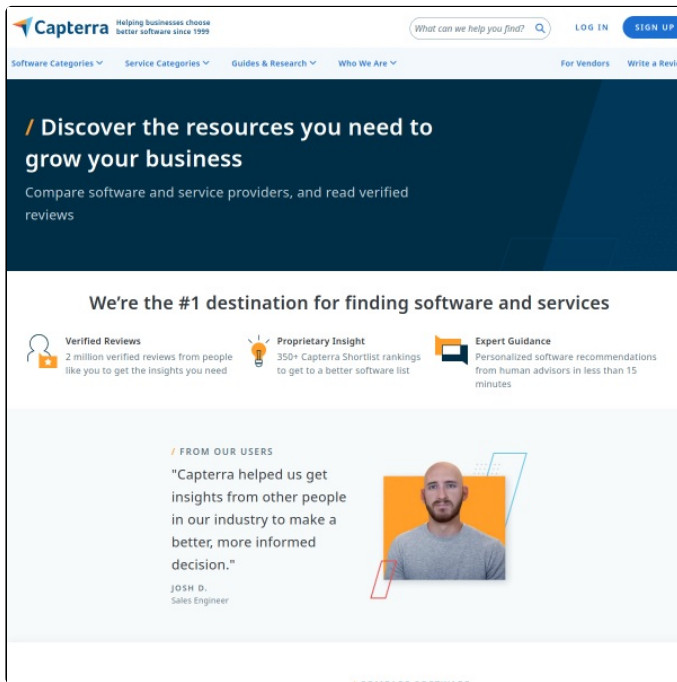 Capterra
Helping businesses choose
better software since 1999
What can we help you find?
LOG IN
SIGN UP
Software Categories
Service Categories
Guides & Research
Who We Are
For Vendors
Write a
/ Discover the resources you need to
grow your business
Compare software and service providers, and read verified
reviews
We're the #1 destination for finding software and services
Verified Reviews
2 million verified reviews from people
like you to get the insights you need
Proprietary Insight
350+ Capterra Shortlist rankings
to get to a better software list
Expert Guidance
Personalized software recommendations
from human advisors in less than 15
minutes
/ FROM OUR USERS
"Capterra helped us get
insights from other people
in our industry to make a
better, more informed
decision."
JOSH D.
Sales Engineer